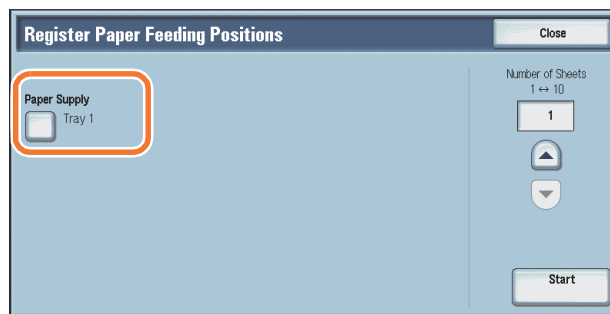 Register Paper Feeding Positions
Close
Paper Supply
Tray 1
Number of Sheets
1 ↔ 10
1
Start